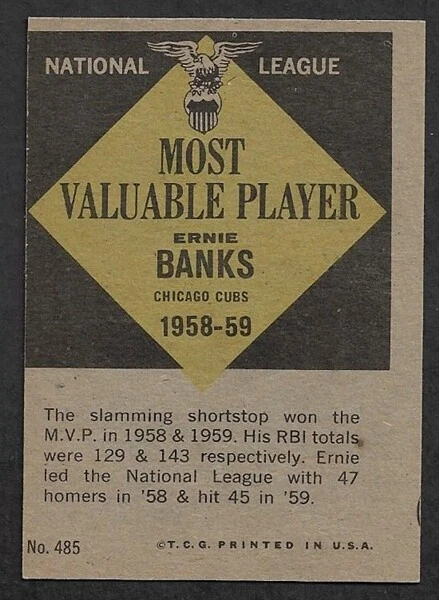 NATIONAL LEAGUE
MOST
VALUABLE PLAYER
ERNIE
BANKS
CHICAGO CUBS
1958-59
The slamming shortstop won the
M.V.P. in 1958 & 1959. His RBI totals
were 129 & 143 respectively. Ernie
led the National League with 47
homers in '58 & hit 45 in '59.
No. 485 ©T.C.G. PRINTED IN U.S.A.